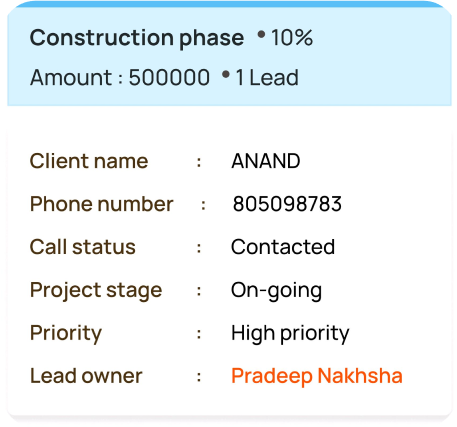 Construction phase • 10%
Amount : 500000 • 1 Lead
Client name : ANAND
Phone number : 805098783
Call status : Contacted
Project stage : On-going
Priority : High priority
Lead owner : Pradeep Nakhsha